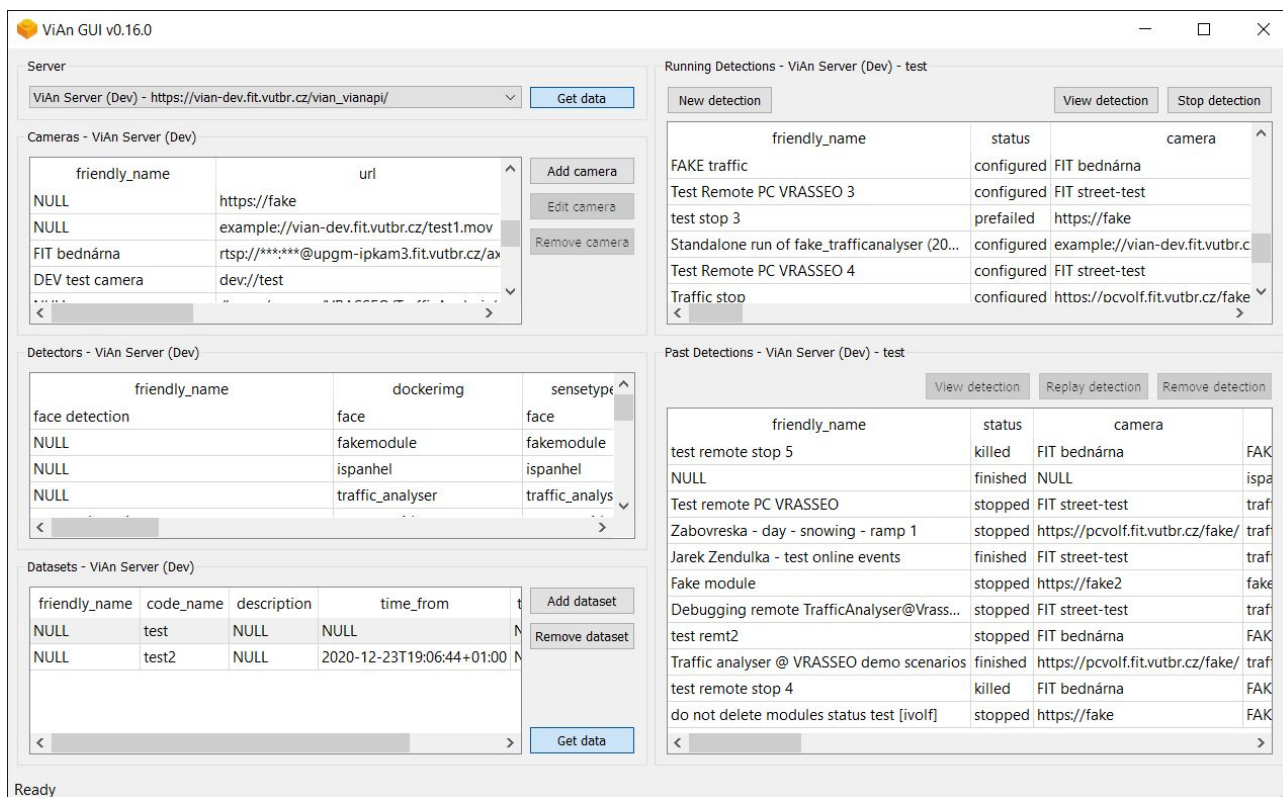 ViAn GUI v0.16.0
Server
ViAn Server (Dev) - https://vian-dev.fit.vutbr.cz/vian_vianapi/
Get data
Cameras - ViAn Server (Dev)
friendly_name url
NULL https://fake
NULL example://vian-dev.fit.vutbr.cz/test1.mov
FIT bednárna rtsp://***:***@upgm-ipkam3.fit.vutbr.cz/ax
DEV test camera dev://test
Add camera
Edit camera
Remove camera
Detectors - ViAn Server (Dev)
friendly_name dockerimg sensetype
face detection face face
NULL fakemodule fakemodule
NULL ispanhel ispanhel
NULL traffic_analyser traffic_analys
Datasets - ViAn Server (Dev)
friendly_name code_name description time_from t
NULL test NULL NULL N
NULL test2 NULL 2020-12-23T19:06:44+01:00 N
Add dataset
Remove dataset
Get data
Ready
Running Detections - ViAn Server (Dev) - test
New detection View detection Stop detection
friendly_name status camera
FAKE traffic configured FIT bednárna
Test Remote PC VRASSEO 3 configured FIT street-test
test stop 3 prefailed https://fake
Standalone run of fake_trafficanalyser (20... configured example://vian-dev.fit.vutbr.c
Test Remote PC VRASSEO 4 configured FIT street-test
Traffic stop configured https://pcvolf.fit.vutbr.cz/fake
Past Detections - ViAn Server (Dev) - test
View detection Replay detection Remove detection
friendly_name status camera
test remote stop 5 killed FIT bednárna FAK
NULL finished NULL ispa
Test remote PC VRASSEO stopped FIT street-test traf
Zabovreska - day - snowing - ramp 1 stopped https://pcvolf.fit.vutbr.cz/fake/ traf
Jarek Zendulka - test online events finished FIT street-test traf
Fake module stopped https://fake2 fake
Debugging remote TrafficAnalyser@Vrass... stopped FIT street-test traf
test remt2 stopped FIT bednárna FAK
Traffic analyser @ VRASSEO demo scenarios finished https://pcvolf.fit.vutbr.cz/fake/ traf
test remote stop 4 killed FIT bednárna FAK
do not delete modules status test [ivolf] stopped https://fake FAK